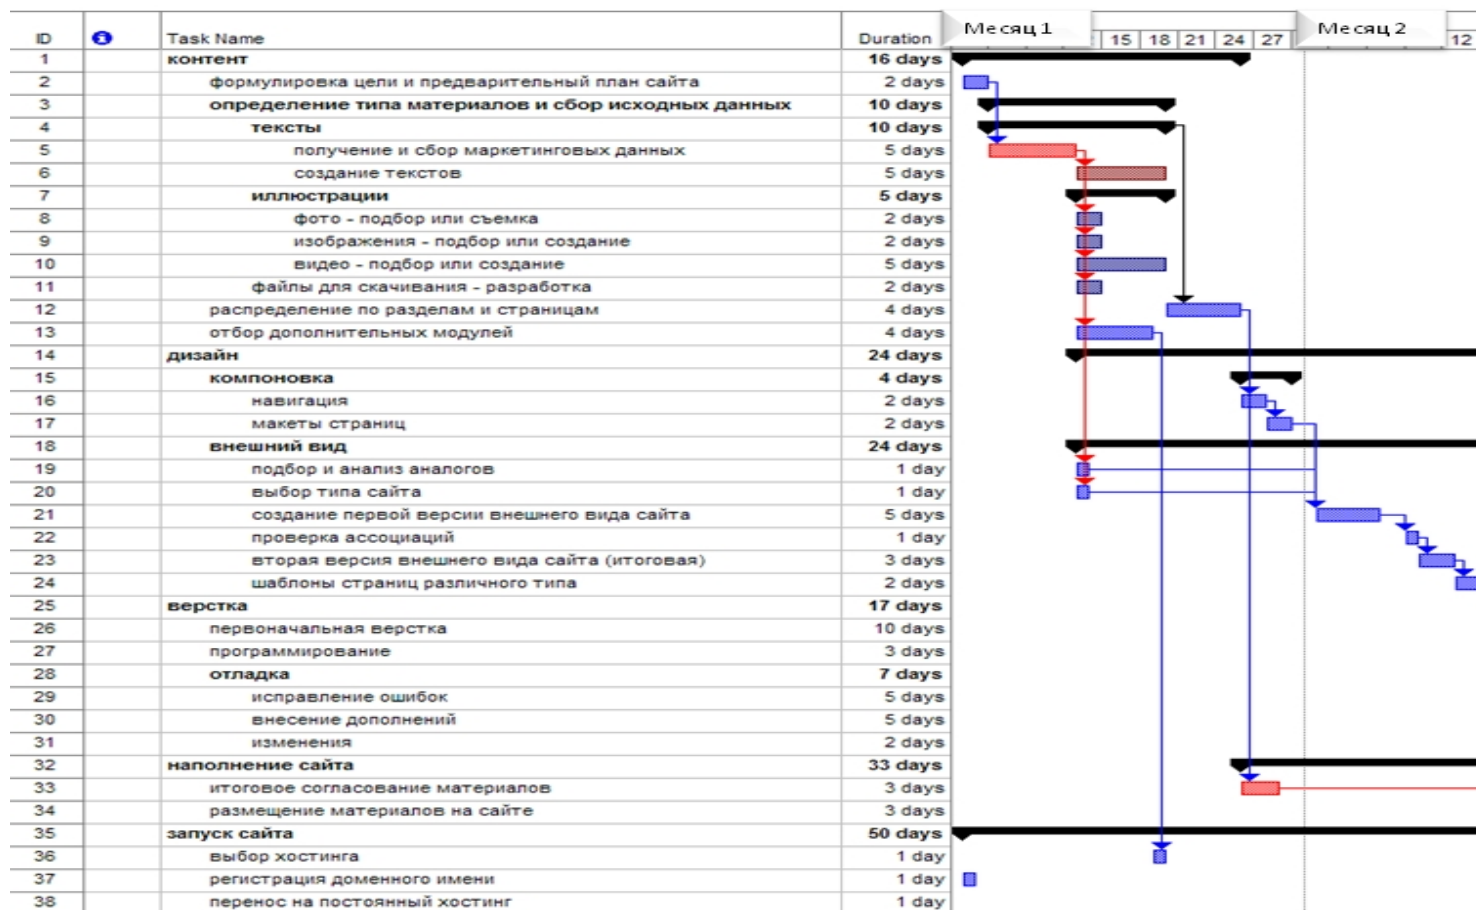 Месяц 1 Месяц 2
ID Task Name Duration 15 18 21 24 27 12
1 контент 16 days
2 формулировка цели и предварительный план сайта 2 days
3 определение типа материалов и сбор исходных данных 10 days
4 тексты 10 days
5 получение и сбор маркетинговых данных 5 days
6 создание текстов 5 days
7 иллюстрации 5 days
8 фото - подбор или съемка 2 days
9 изображения - подбор или создание 2 days
10 видео - подбор или создание 5 days
11 файлы для скачивания - разработка 2 days
12 распределение по разделам и страницам 4 days
13 отбор дополнительных модулей 4 days
14 дизайн 24 days
15 компоновка 4 days
16 навигация 2 days
17 макеты страниц 2 days
18 внешний вид 24 days
19 подбор и анализ аналогов 1 day
20 выбор типа сайта 1 day
21 создание первой версии внешнего вида сайта 5 days
22 проверка ассоциаций 1 day
23 вторая версия внешнего вида сайта (итоговая) 3 days
24 шаблоны страниц различного типа 2 days
25 верстка 17 days
26 первоначальная верстка 10 days
27 программирование 3 days
28 отладка 7 days
29 исправление ошибок 5 days
30 внесение дополнений 5 days
31 изменения 2 days
32 наполнение сайта 33 days
33 итоговое согласование материалов 3 days
34 размещение материалов на сайте 3 days
35 запуск сайта 50 days
36 выбор хостинга 1 day
37 регистрация доменного имени 1 day
38 перенос на постоянный хостинг 1 day